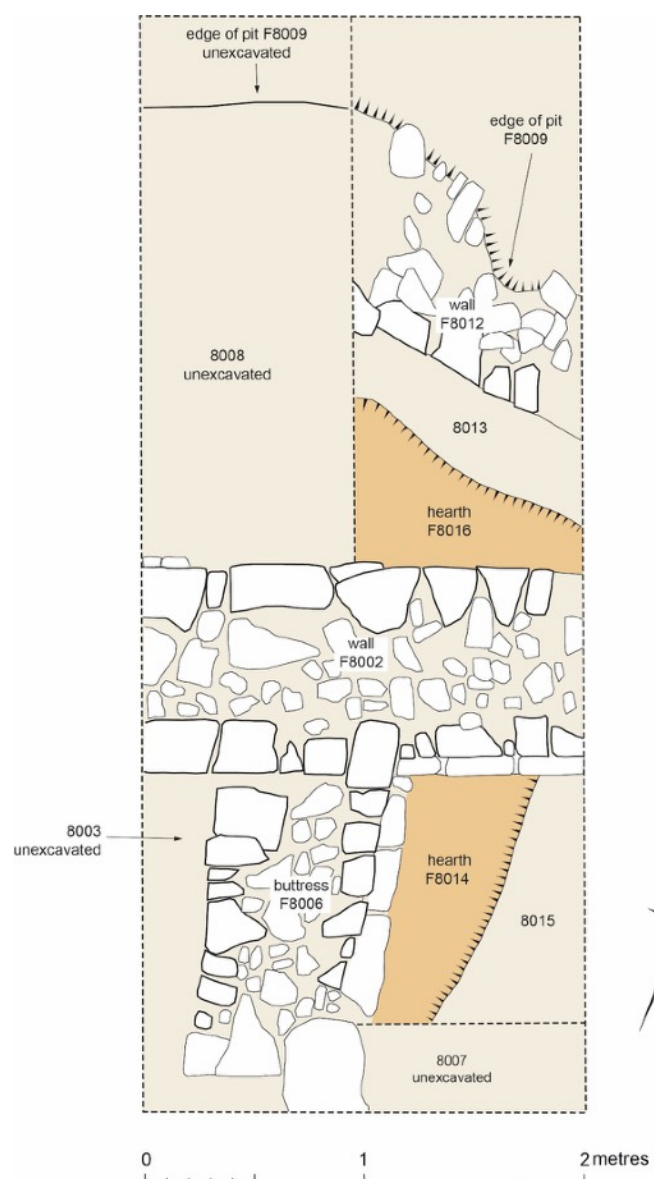 edge of pit F8009
unexcavated
edge of pit
F8009
wall
F8012
8008
unexcavated
8013
hearth
F8016
wall
F8002
8003
unexcavated
buttress
F8006
hearth
F8014
8015
8007
unexcavated
0 1 2 metres